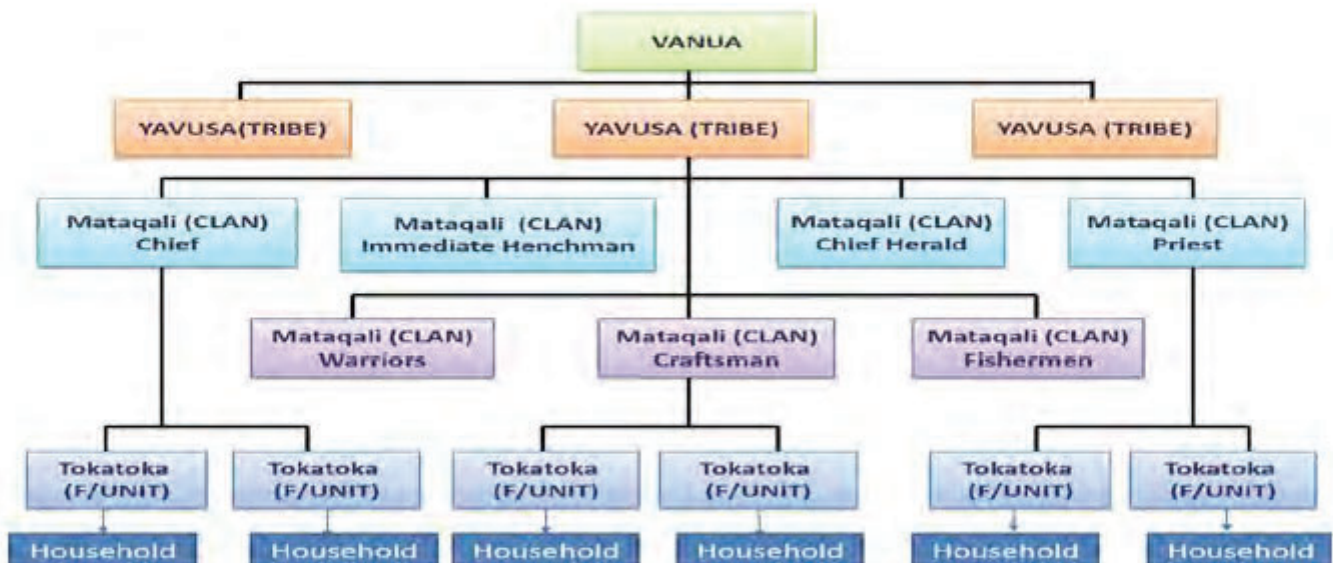 VANUA
YAVUSA(TRIBE)
YAVUSA (TRIBE)
YAVUSA (TRIBE)
Mataqali (CLAN)
Chief
Mataqali (CLAN)
Immediate Henchman
Mataqali (CLAN)
Chief Herald
Mataqali (CLAN)
Priest
Mataqali (CLAN)
Warriors
Mataqali (CLAN)
Craftsman
Mataqali (CLAN)
Fishermen
Tokatoka
(F/UNIT)
Tokatoka
(F/UNIT)
Tokatoka
(F/UNIT)
Tokatoka
(F/UNIT)
Tokatoka
(F/UNIT)
Tokatoka
(F/UNIT)
Household
Household
Household
Household
Household
Household